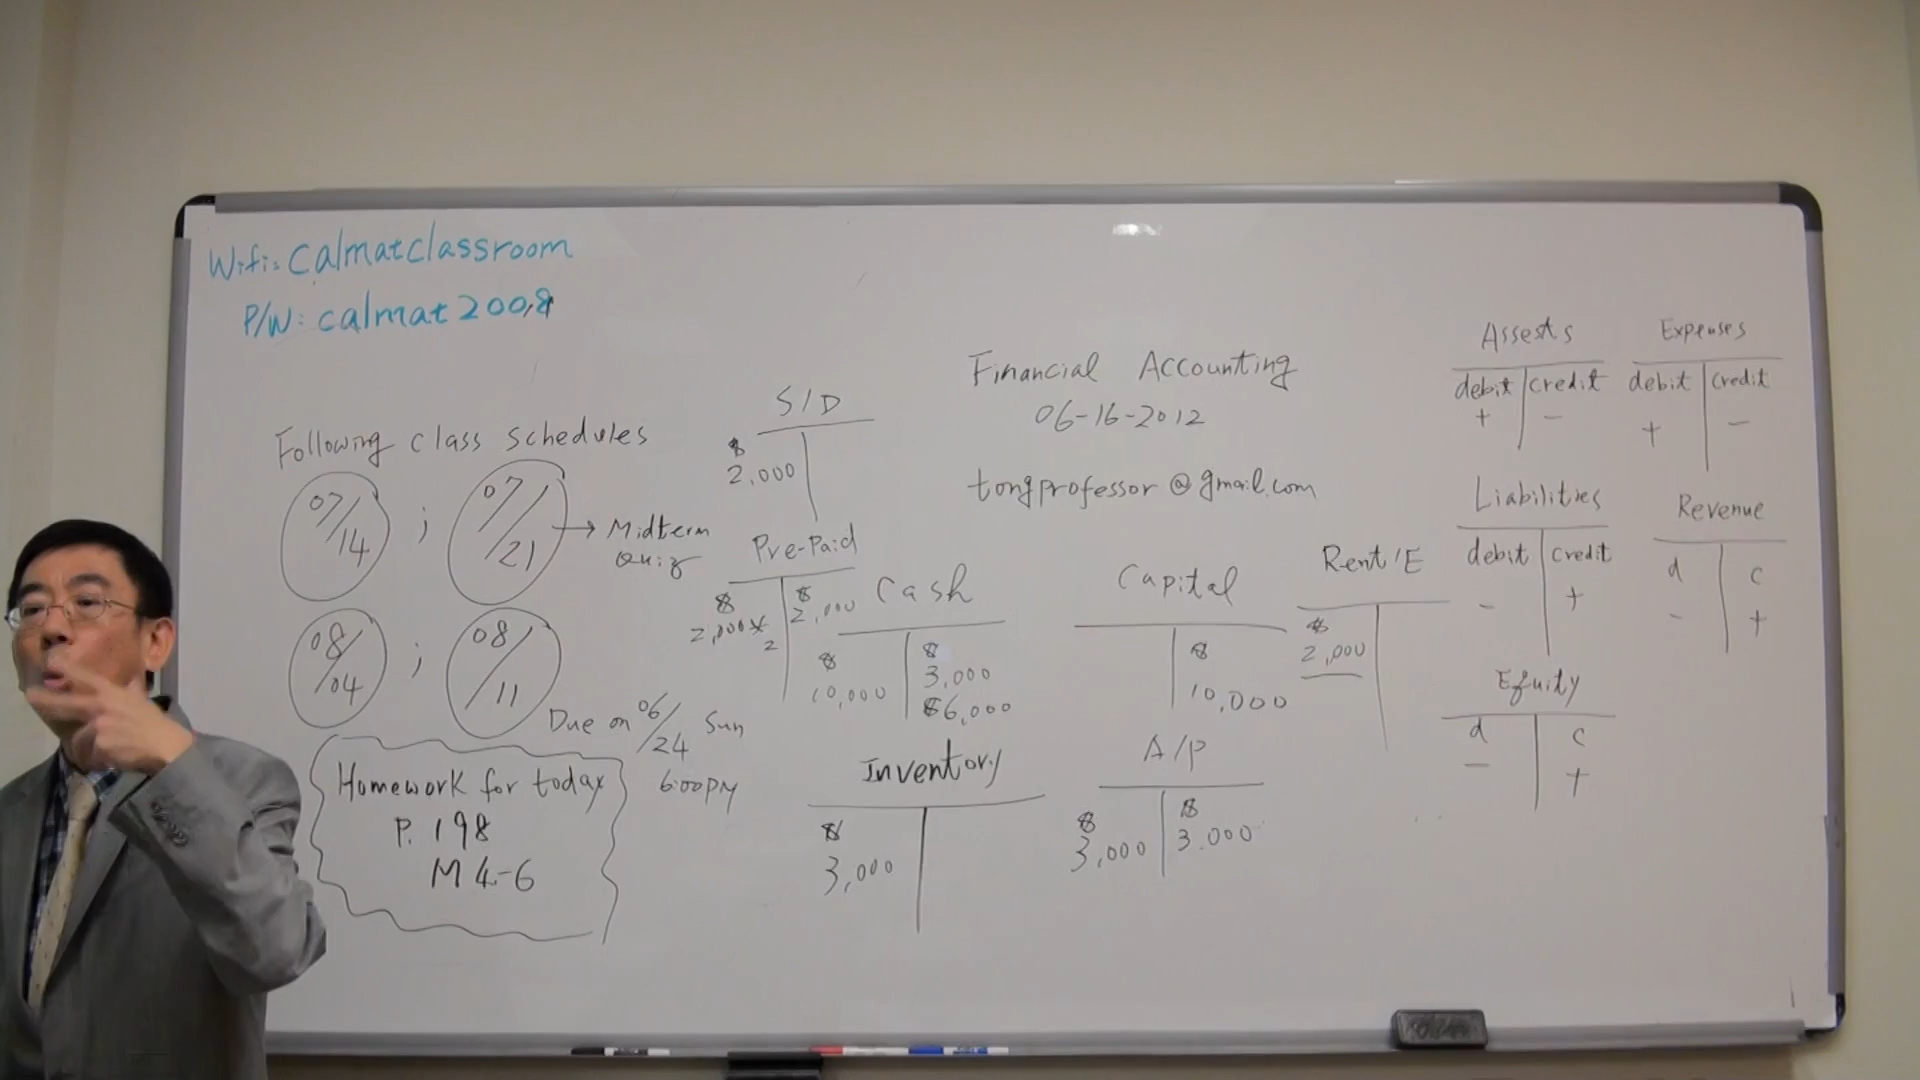 Wifi: calmatclassroom
P/W: calmat2008
Following class schedules
07/14 ; 07/21 → Midterm Quiz
08/04 ; 08/11
Due on 06/24 Sun
6:00pm
Homework for today
P. 198
M 4-6
S/D
$
2,000
Pre-Paid
$ $
2,000 x 2 2,000
Cash
$ $
10,000 3,000
$6,000
Inventory
$
3,000
Financial Accounting
06-16-2012
tongprofessor@gmail.com
Capital
$
10,000
A/P
$ $
3,000 3.000
Rent/E
$
2,000
Assests
debit credit
+ -
Expenses
debit credit
+ -
Liabilities
debit credit
- +
Revenue
d c
- +
Equity
d c
- +